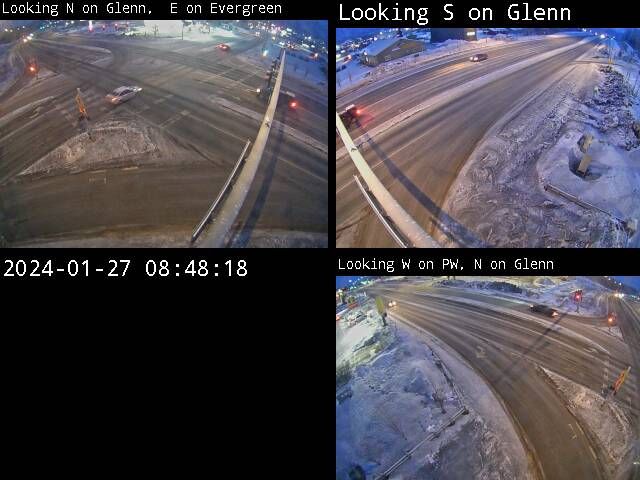 Looking N on Glenn,  E on Evergreen
Looking S on Glenn
2024-01-27 08:48:18
Looking W on PW, N on Glenn